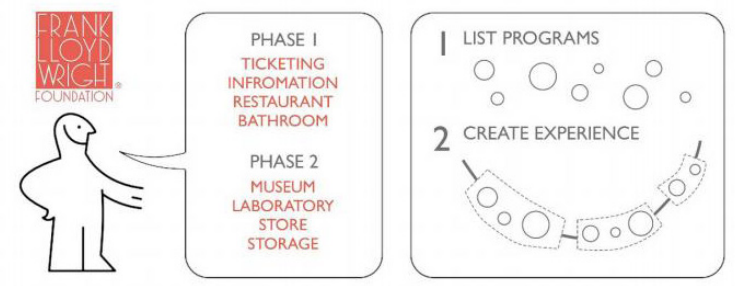 FRANK
LLOYD
WRIGHT®
FOUNDATION
PHASE 1
TICKETING
INFROMATION
RESTAURANT
BATHROOM
PHASE 2
MUSEUM
LABORATORY
STORE
STORAGE
1 LIST PROGRAMS
2 CREATE EXPERIENCE